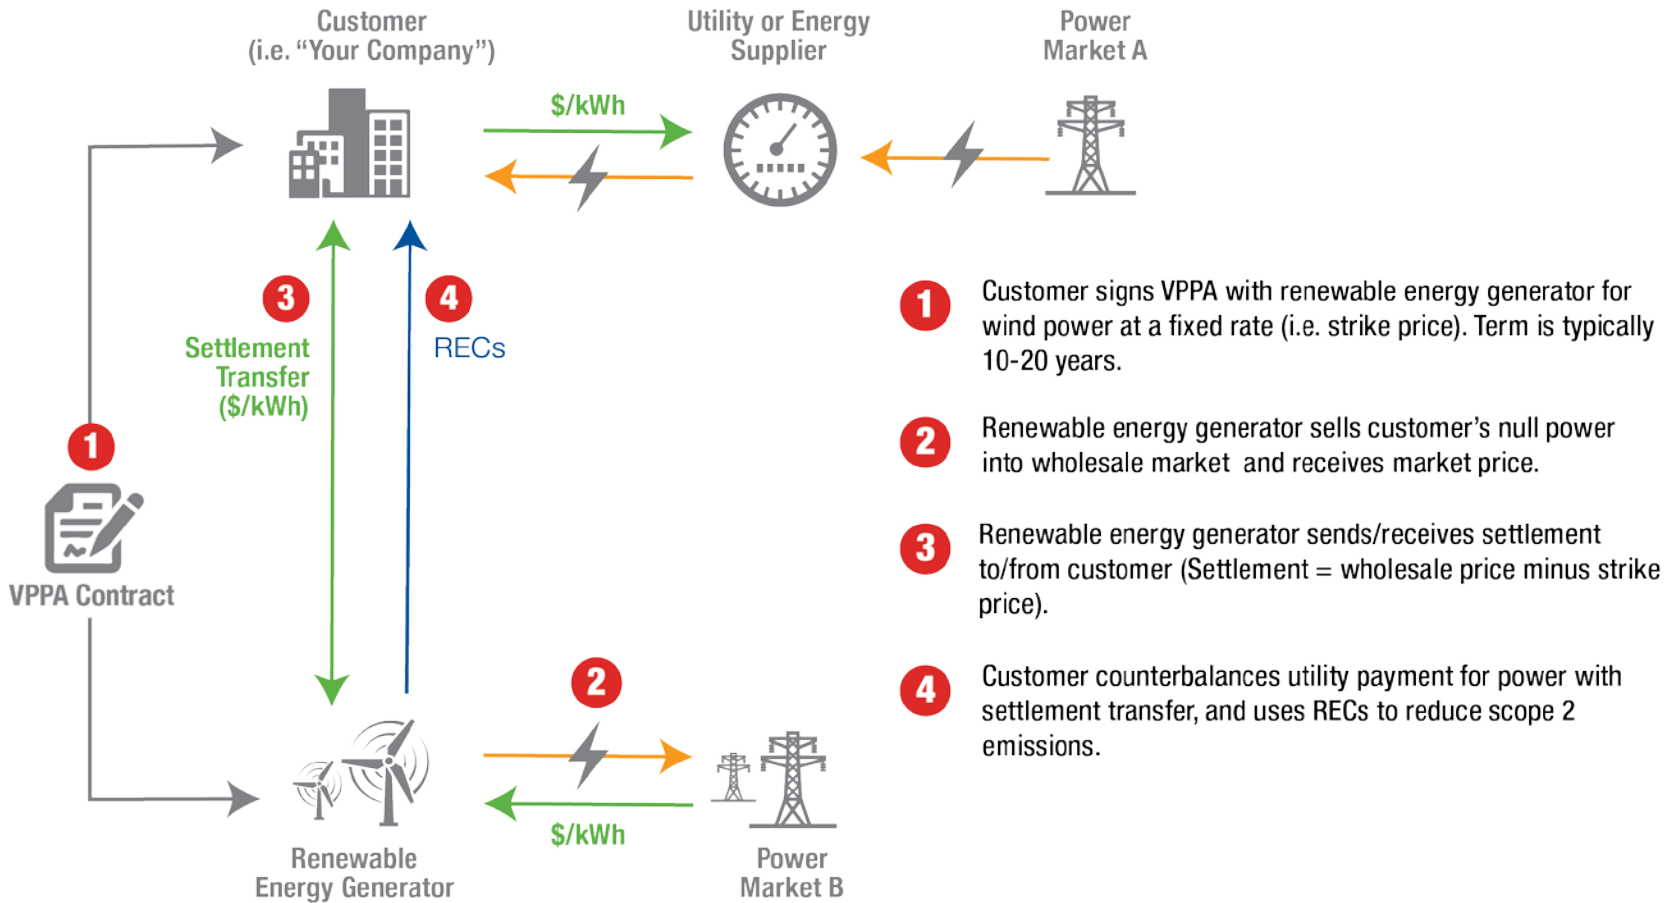 Customer
(i.e. “Your Company”)
Utility or Energy
Supplier
Power
Market A
$/kWh
3
Settlement
Transfer
($/kWh)
4
RECs
1
VPPA Contract
2
$/kWh
Renewable
Energy Generator
Power
Market B
1
Customer signs VPPA with renewable energy generator for
wind power at a fixed rate (i.e. strike price). Term is typically
10-20 years.
2
Renewable energy generator sells customer’s null power
into wholesale market and receives market price.
3
Renewable energy generator sends/receives settlement
to/from customer (Settlement = wholesale price minus strike
price).
4
Customer counterbalances utility payment for power with
settlement transfer, and uses RECs to reduce scope 2
emissions.